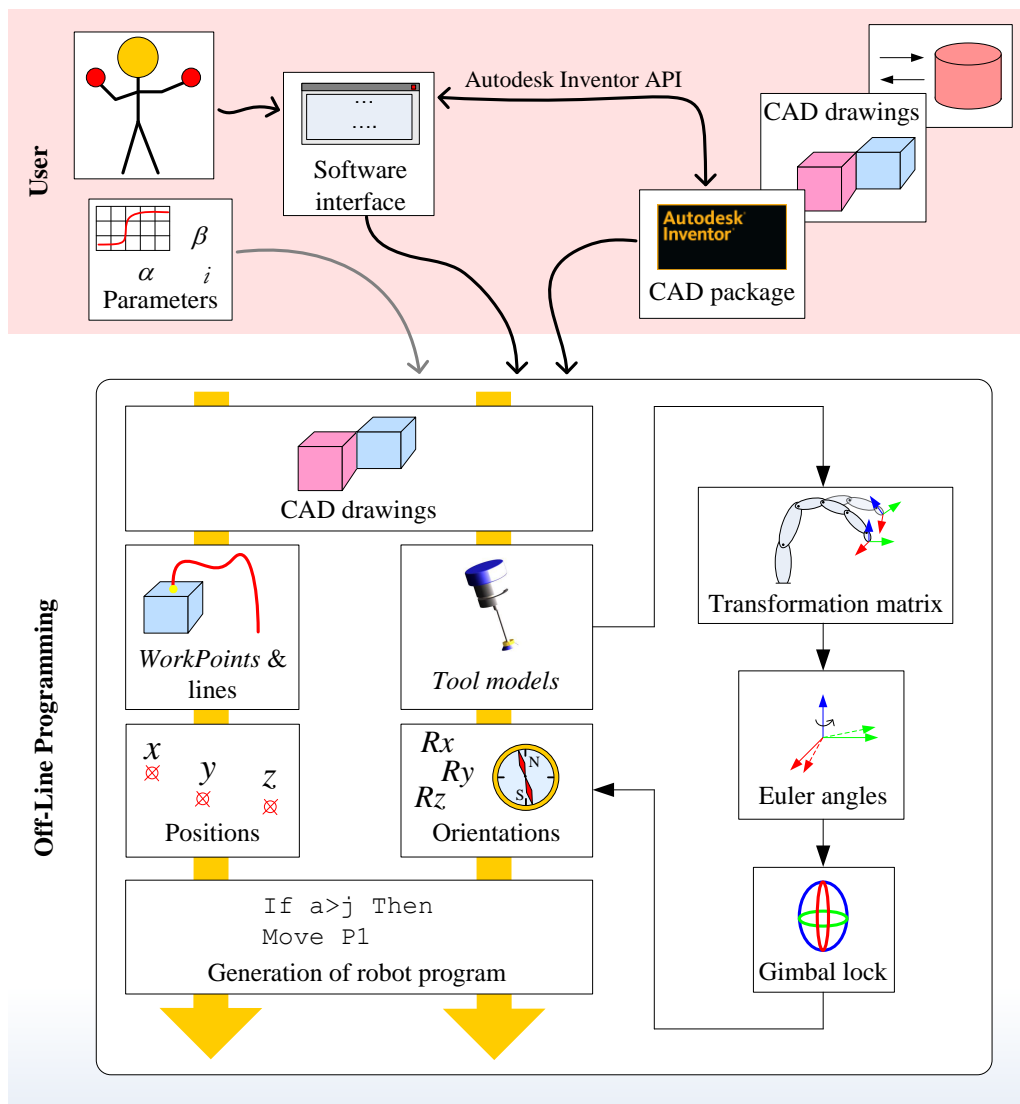 User
Autodesk Inventor API
CAD drawings
...
....
Software
interface
Autodesk
Inventor
CAD package
β
α
i
Parameters
Off-Line Programming
CAD drawings
WorkPoints &
lines
Tool models
Transformation matrix
x
y
z
Positions
Rx
Ry
Rz
N
S
Orientations
Euler angles
If a>j Then
Move P1
Generation of robot program
Gimbal lock